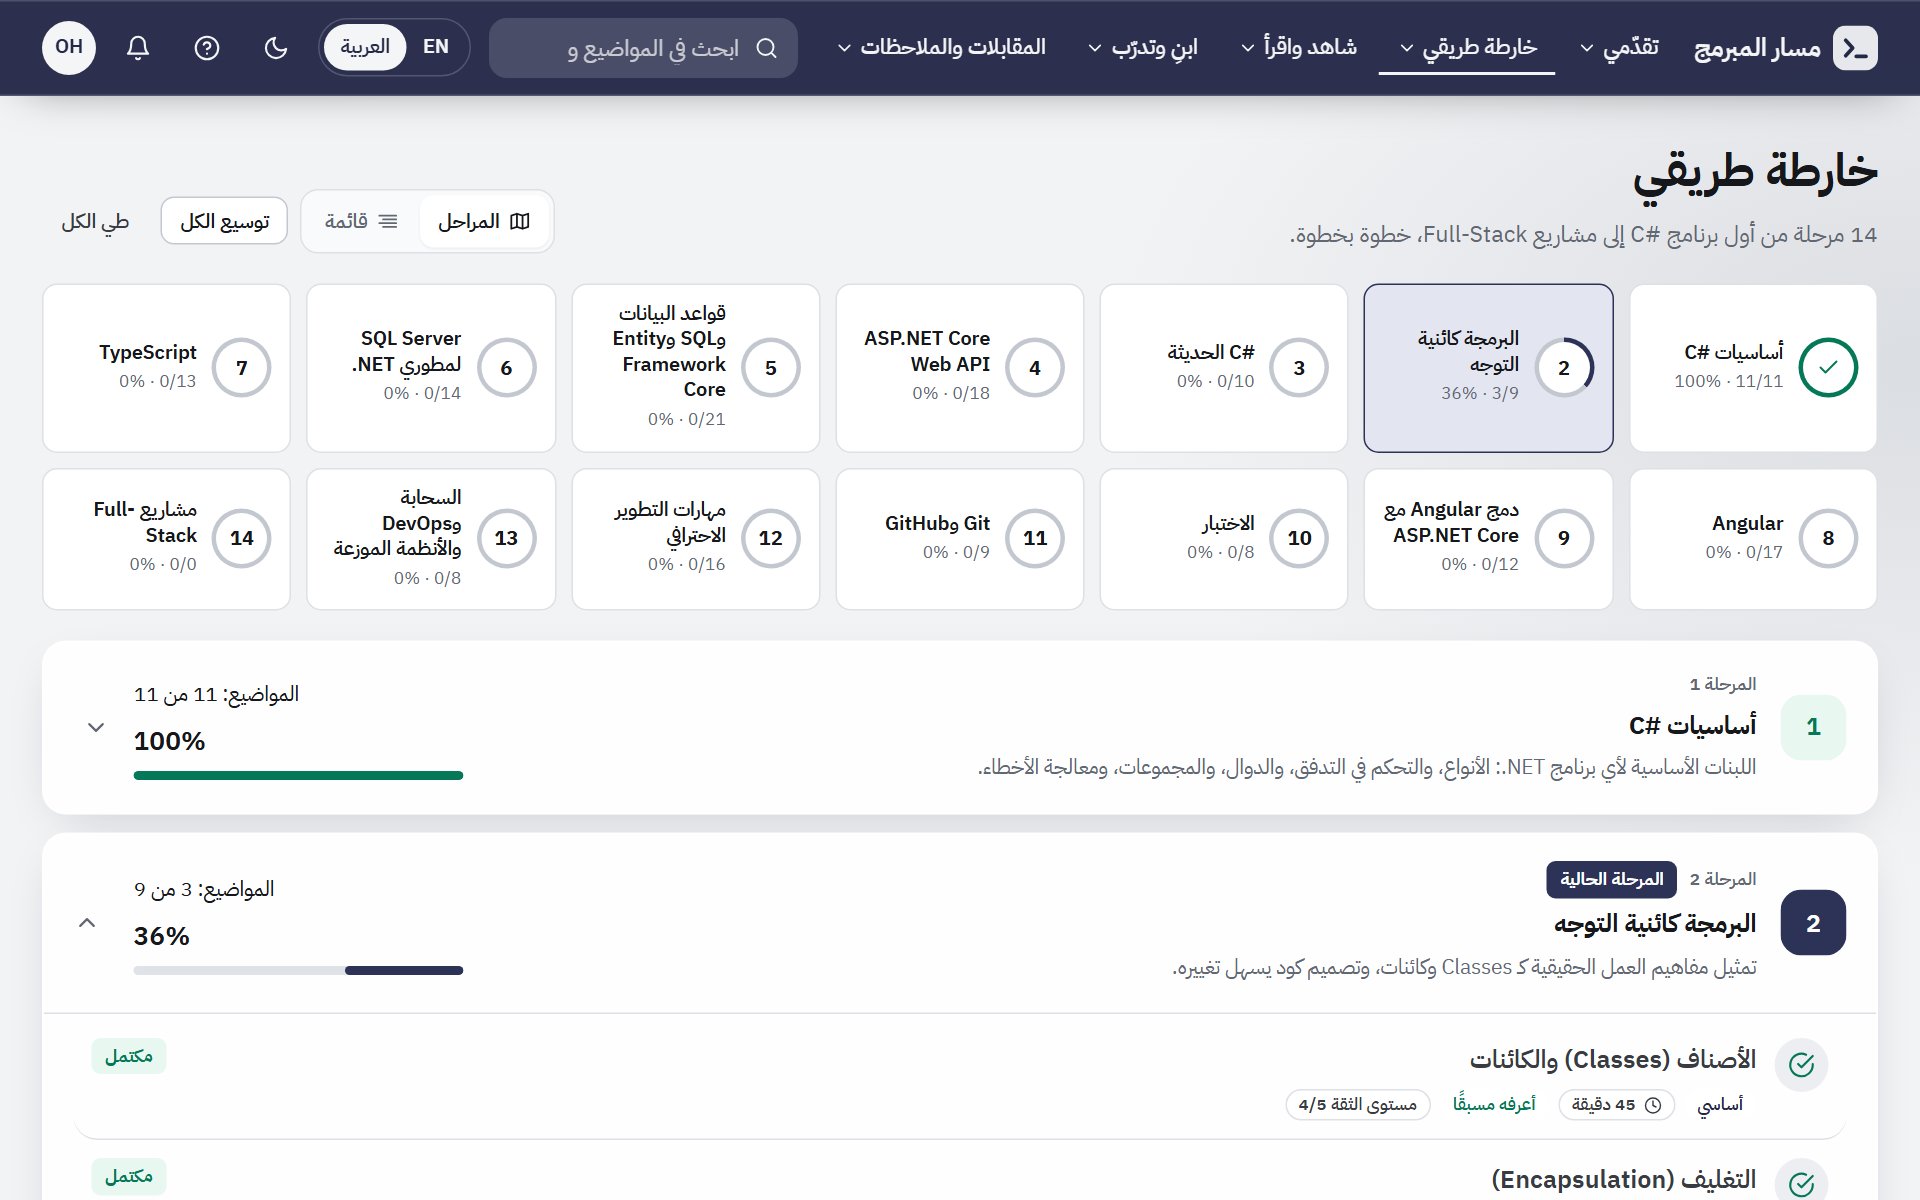 مسار المبرمج
تقدّمي
خارطة طريقي
شاهد واقرأ
ابنِ وتدرّب
المقابلات والملاحظات
ابحث في المواضيع و
EN
العربية
OH
خارطة طريقي
14 مرحلة من أول برنامج C# إلى مشاريع Full-Stack، خطوة بخطوة.
المراحل
قائمة
توسيع الكل
طي الكل
أساسيات C#
100% · 11/11
2
البرمجة كائنية
التوجه
36% · 3/9
3
C# الحديثة
0% · 0/10
4
ASP.NET Core
Web API
0% · 0/18
5
قواعد البيانات
وSQL وEntity
Framework
Core
0% · 0/21
6
SQL Server
لمطوري .NET
0% · 0/14
7
TypeScript
0% · 0/13
8
Angular
0% · 0/17
9
دمج Angular مع
ASP.NET Core
0% · 0/12
10
الاختبار
0% · 0/8
11
Git وGitHub
0% · 0/9
12
مهارات التطوير
الاحترافي
0% · 0/16
13
السحابة
وDevOps
والأنظمة الموزعة
0% · 0/8
14
مشاريع Full-
Stack
0% · 0/0
1
المرحلة 1
أساسيات C#
اللبنات الأساسية لأي برنامج .NET: الأنواع، والتحكم في التدفق، والدوال، والمجموعات، ومعالجة الأخطاء.
المواضيع: 11 من 11
100%
2
المرحلة 2
المرحلة الحالية
البرمجة كائنية التوجه
تمثيل مفاهيم العمل الحقيقية كـ Classes وكائنات، وتصميم كود يسهل تغييره.
المواضيع: 3 من 9
36%
الأصناف (Classes) والكائنات
أساسي
45 دقيقة
أعرفه مسبقًا
مستوى الثقة 4/5
مكتمل
التغليف (Encapsulation)
مكتمل